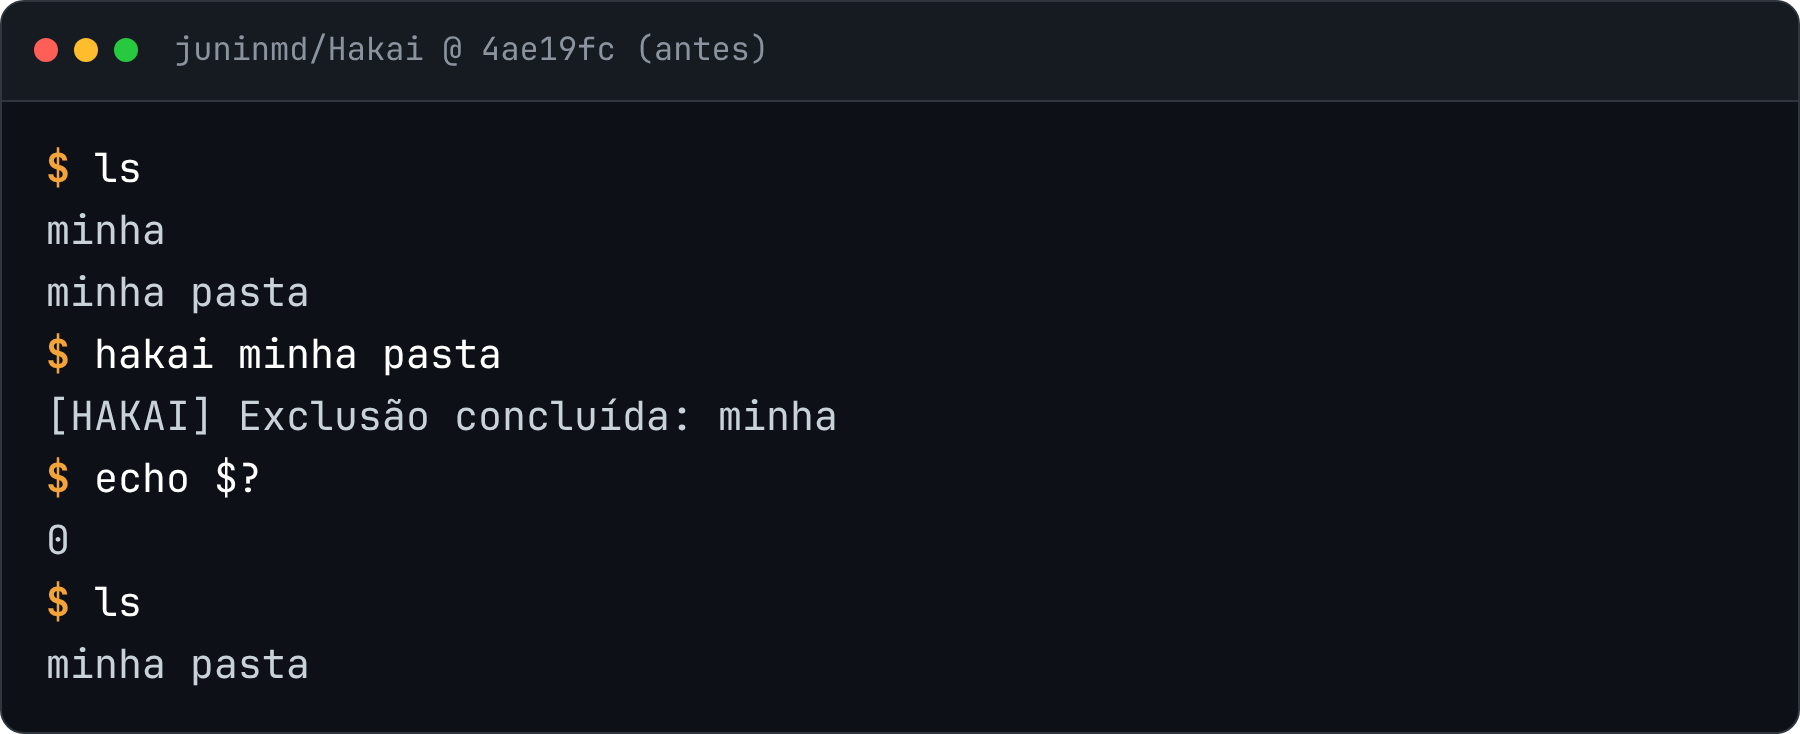 juninmd/Hakai @ 4ae19fc (antes)
$ ls
minha
minha pasta
$ hakai minha pasta
[HAKAI] Exclusão concluída: minha
$ echo $?
0
$ ls
minha pasta